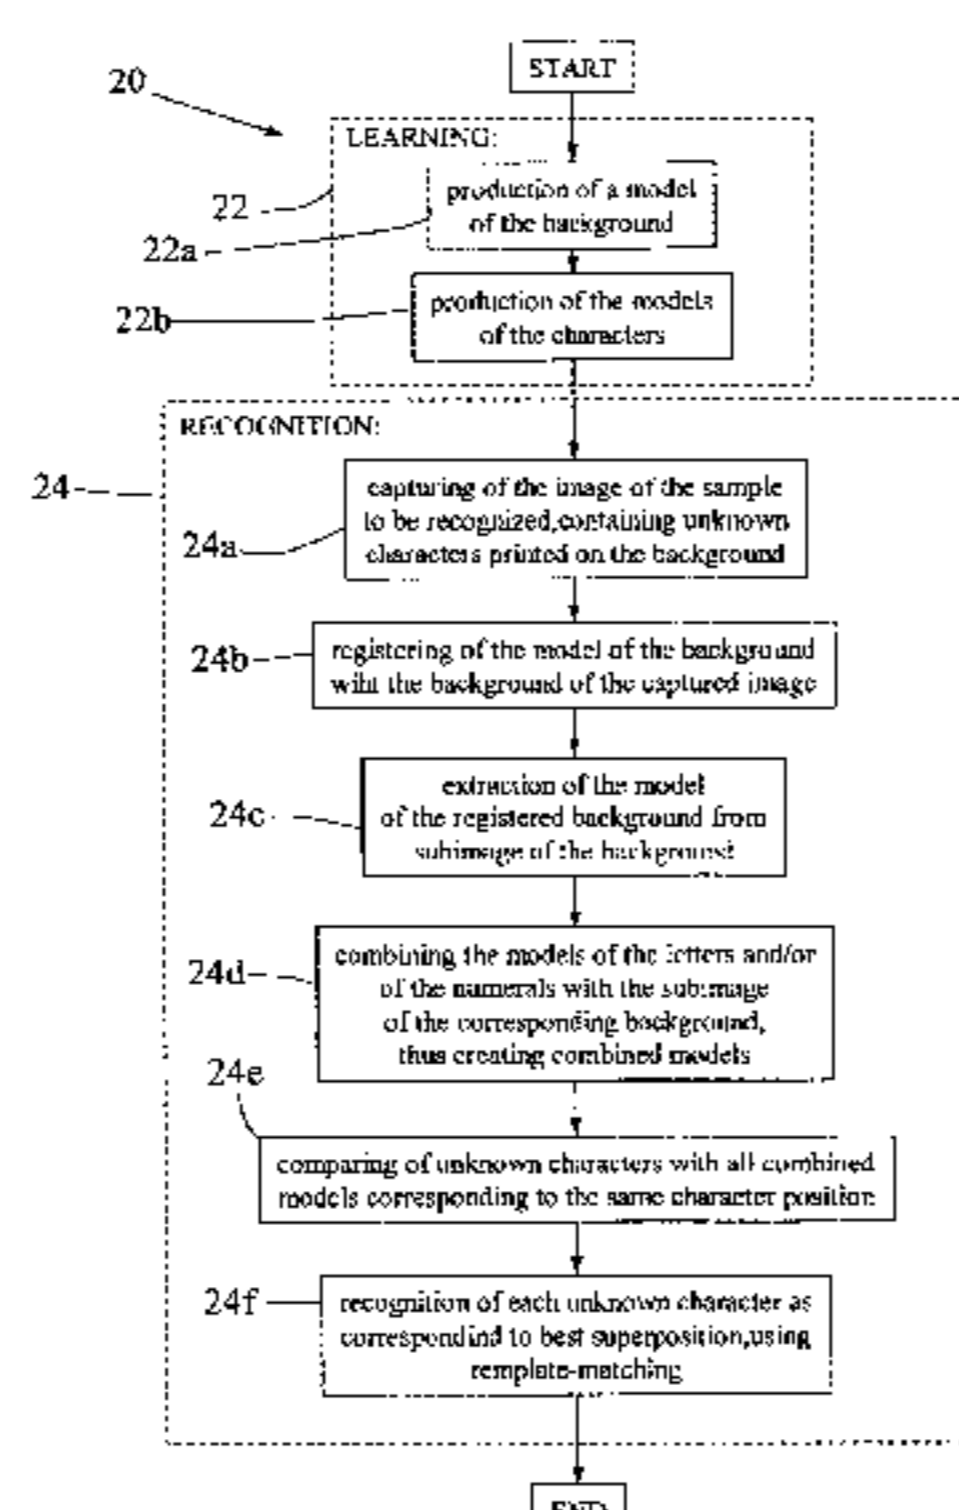 START
20
LEARNING:
22
production of a model
of the background
22a
22b
production of the models
of the characters
RECOGNITION:
24
24a
capturing of the image of the sample
to be recognized,containing unknown
characters printed on the background
24b
registering of the model of the background
wiht the background of the captured image
24c
extraction of the model
of the registered background from
subimage of the background
24d
combining the models of the letters and/or
of the numerals with the subimage
of the corresponding background,
thus creating combined models
24e
comparing of unknown characters with all combined
models corresponding to the same character position
24f
recognition of each unknown character as
correspondind to best superposition,using
template-matching
END